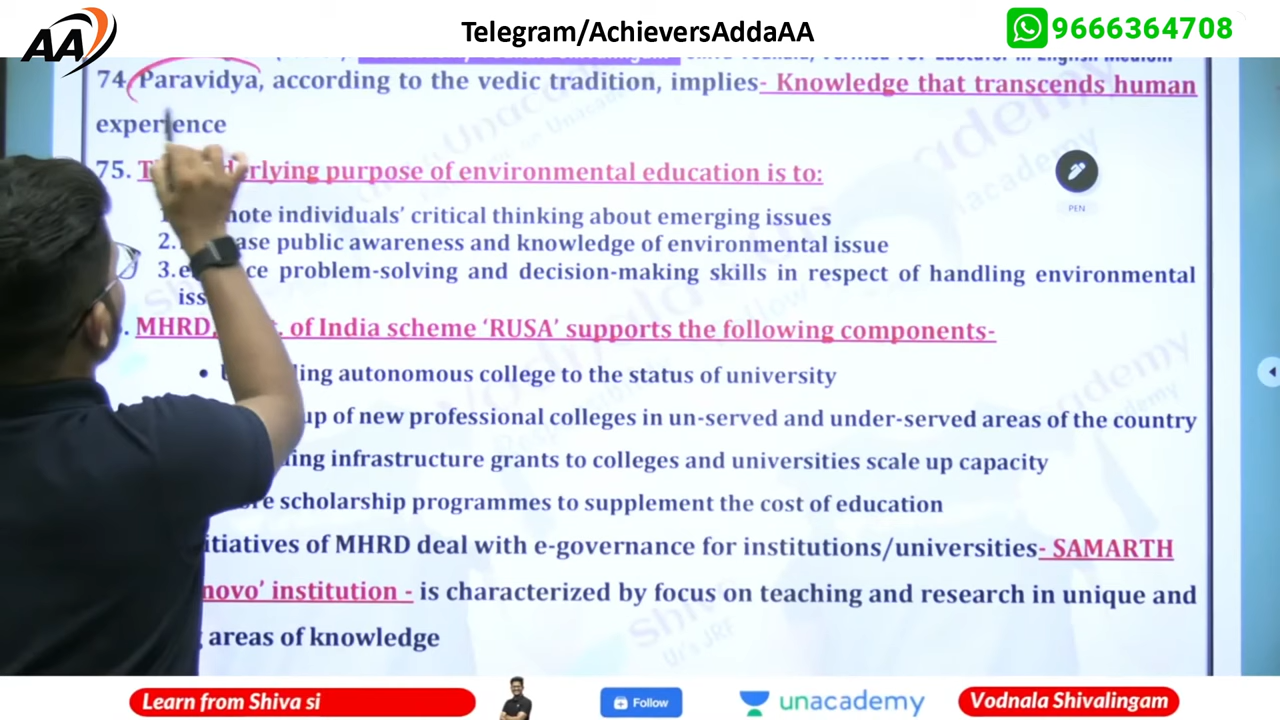 AA
Telegram/AchieversAddaAA
9666364708
74. Paravidya, according to the vedic tradition, implies- Knowledge that transcends human
experience
75. underlying purpose of environmental education is to:
individuals' critical thinking about emerging issues
2. public awareness and knowledge of environmental issue
3. problem-solving and decision-making skills in respect of handling environmental
PEN
MHRD, of India scheme 'RUSA' supports the following components-
• autonomous college to the status of university
up of new professional colleges in un-served and under-served areas of the country
infrastructure grants to colleges and universities scale up capacity
scholarship programmes to supplement the cost of education
of MHRD deal with e-governance for institutions/universities- SAMARTH
novo' institution - is characterized by focus on teaching and research in unique and
areas of knowledge
Learn from Shiva si
Follow
unacademy
Vodnala Shivalingam